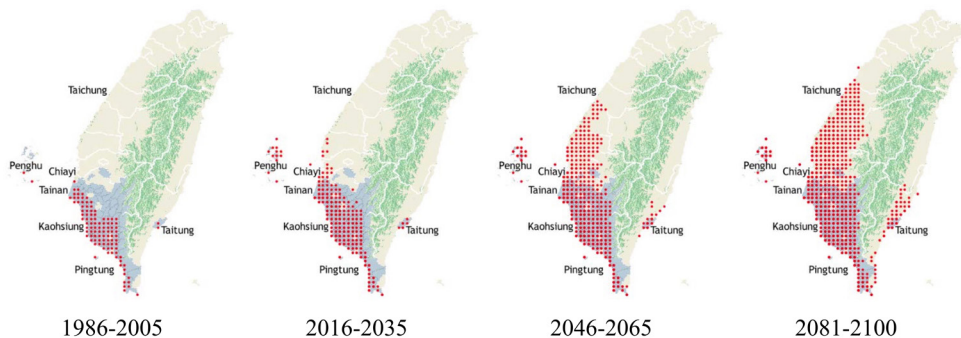 Taichung
Penghu
Chiayi
Tainan
Kaohsiung
Taitung
Pingtung
1986-2005
Taichung
Penghu
Chiayi
Tainan
Kaohsiung
Taitung
Pingtung
2016-2035
Taichung
Penghu
Chiayi
Tainan
Kaohsiung
Taitung
Pingtung
2046-2065
Taichung
Penghu
Chiayi
Tainan
Kaohsiung
Taitung
Pingtung
2081-2100